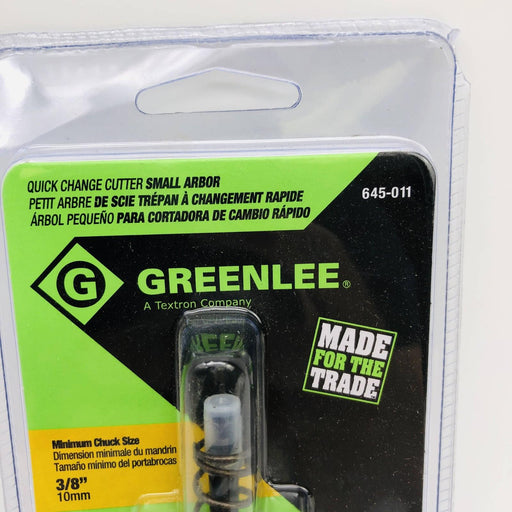 QUICK CHANGE CUTTER SMALL ARBOR
PETIT ARBRE DE SCIE TRÉPAN À CHANGEMENT RAPIDE
ÁRBOL PEQUEÑO PARA CORTADORA DE CAMBIO RÁPIDO
645-011
G
GREENLEE®
A Textron Company
MADE
FOR THE
TRADE
Minimum Chuck Size
Dimension minimale du mandrin
Tamaño mínimo del portabrocas
3/8"
10mm